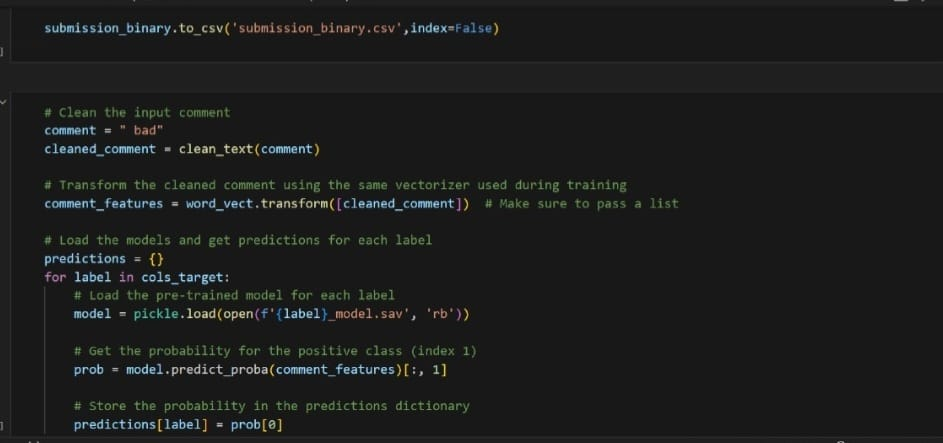 submission_binary.to_csv('submission_binary.csv',index=False)
# Clean the input comment
comment = " bad"
cleaned_comment = clean_text(comment)
# Transform the cleaned comment using the same vectorizer used during training
comment_features = word_vect.transform([cleaned_comment])  # Make sure to pass a list
# Load the models and get predictions for each label
predictions = {}
for label in cols_target:
    # Load the pre-trained model for each label
    model = pickle.load(open(f'{label}_model.sav', 'rb'))
    # Get the probability for the positive class (index 1)
    prob = model.predict_proba(comment_features)[:, 1]
    # Store the probability in the predictions dictionary
    predictions[label] = prob[0]